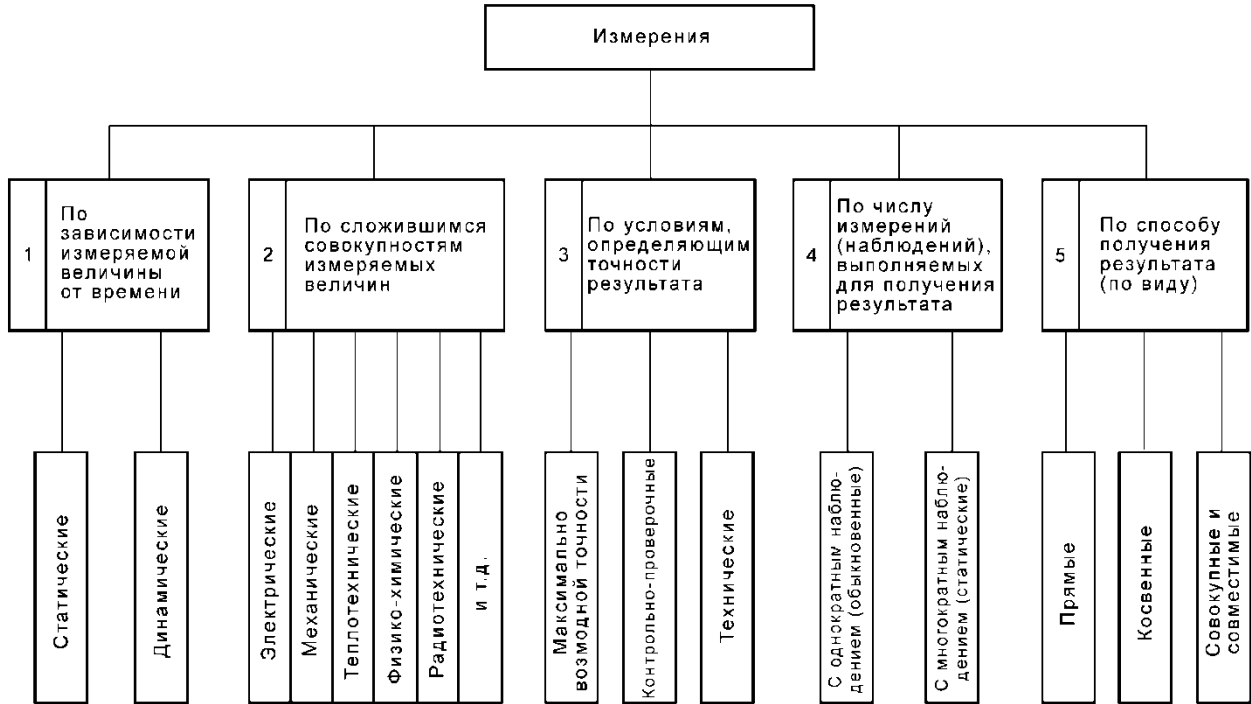 Измерения
1
По
зависимости
измеряемой
величины
от времени
2
По сложившимся
совокупностям
измеряемых
величин
3
По условиям,
определяющим
точности
результата
4
По числу
измерений
(наблюдений),
выполняемых
для получения
результата
5
По способу
получения
результата
(по виду)
Статические
Динамические
Электрические
Механические
Теплотехнические
Физико-химические
Радиотехнические
и т.д.
Максимально
возмодной точности
Контрольно-проверочные
Технические
С однократным наблю-
дением (обыкновенные)
С многократным наблю-
дением (статические)
Прямые
Косвенные
Совокупные и
совместимые